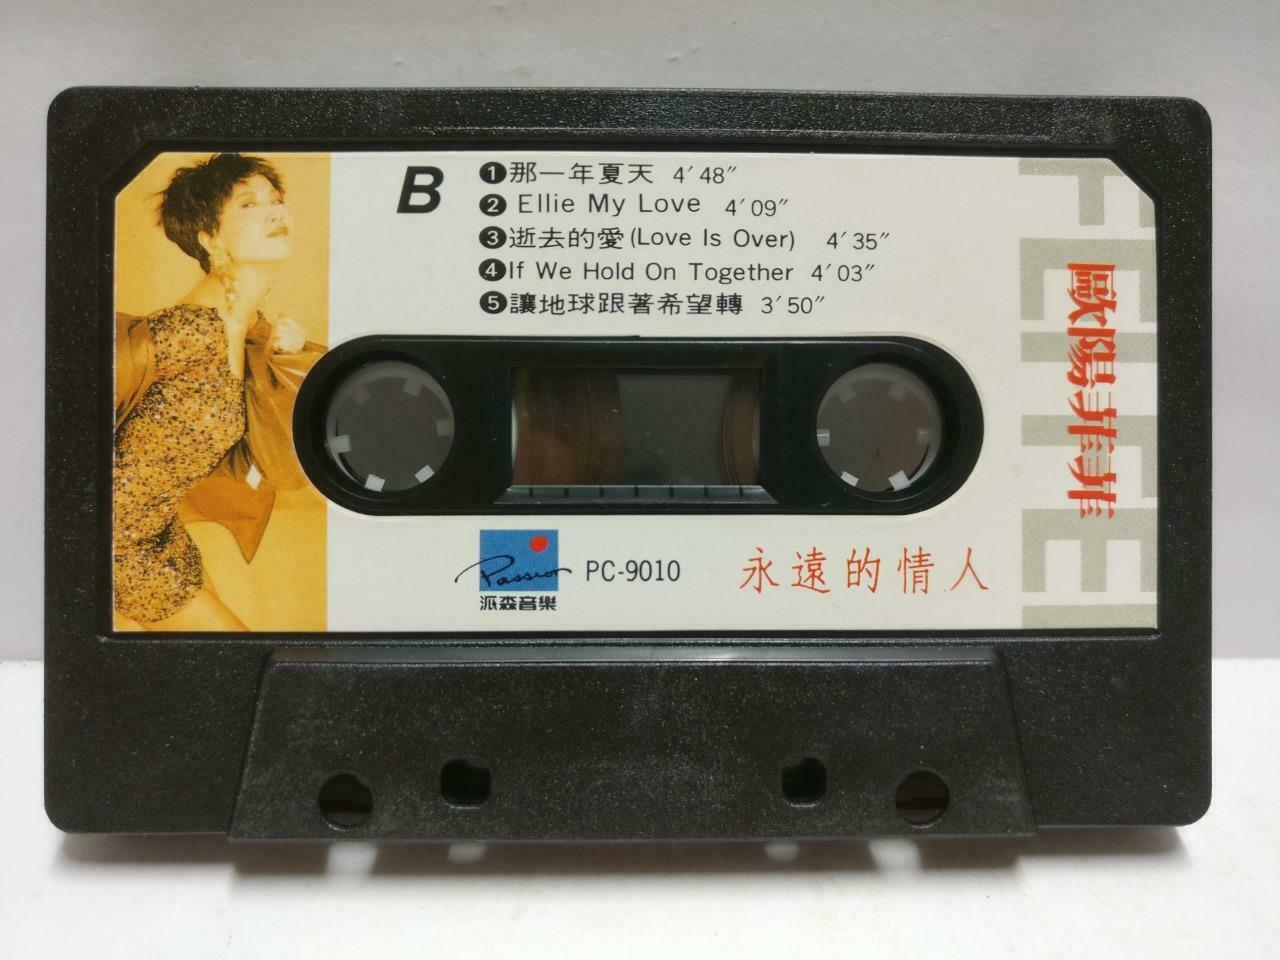 B
❶那一年夏天 4′48″
❷ Ellie My Love 4′09″
❸逝去的愛(Love Is Over) 4′35″
❹If We Hold On Together 4′03″
❺讓地球跟著希望轉 3′50″
FEI FEI
歐陽菲菲
Passion
派森音樂
PC-9010
永遠的情人